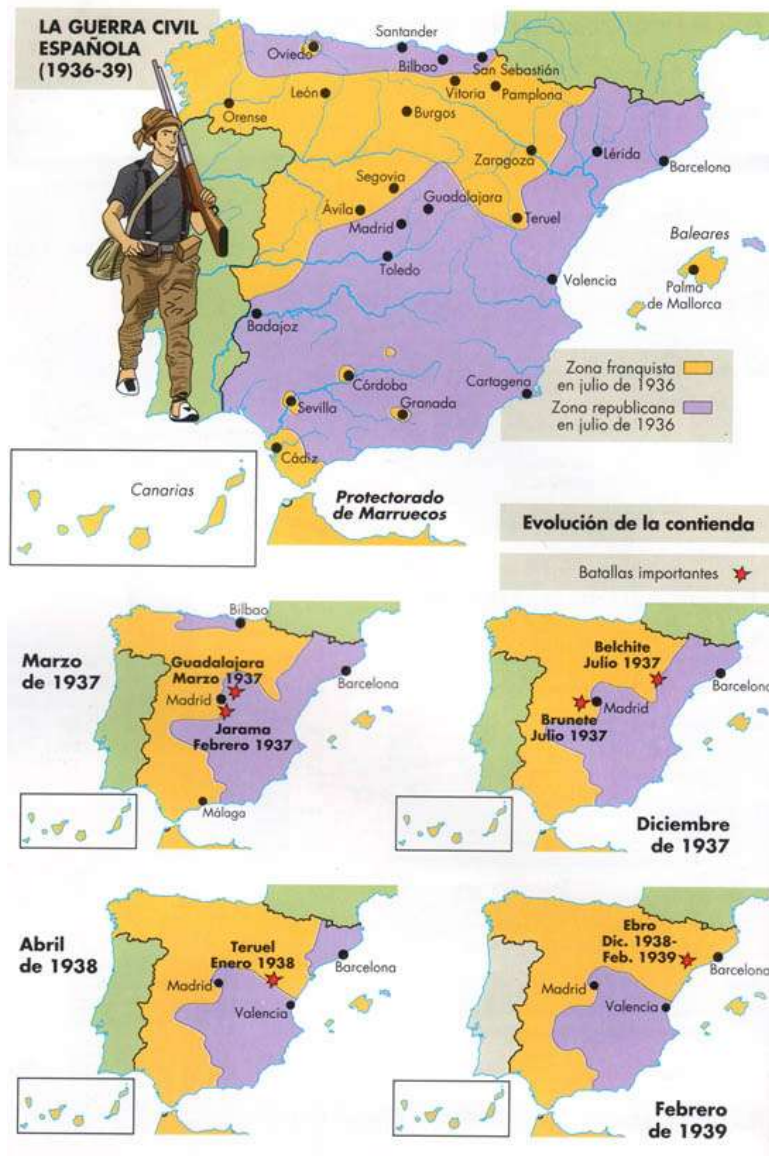 LA GUERRA CIVIL
ESPAÑOLA
(1936-39)
Oviedo
Santander
Bilbao
San Sebastián
León
Vitoria
Pamplona
Orense
Burgos
Zaragoza
Lérida
Barcelona
Segovia
Guadalajara
Ávila
Madrid
Teruel
Toledo
Baleares
Valencia
Palma
de Mallorca
Badajoz
Córdoba
Cartagena
Sevilla
Granada
Cádiz
Zona franquista
en julio de 1936
Zona republicana
en julio de 1936
Canarias
Protectorado
de Marruecos
Evolución de la contienda
Batallas importantes
Marzo
de 1937
Bilbao
Guadalajara
Marzo 1937
Madrid
Barcelona
Jarama
Febrero 1937
Málaga
Belchite
Julio 1937
Barcelona
Madrid
Brunete
Julio 1937
Diciembre
de 1937
Abril
de 1938
Teruel
Enero 1938
Barcelona
Madrid
Valencia
Ebro
Dic. 1938-
Feb. 1939
Barcelona
Madrid
Valencia
Febrero
de 1939